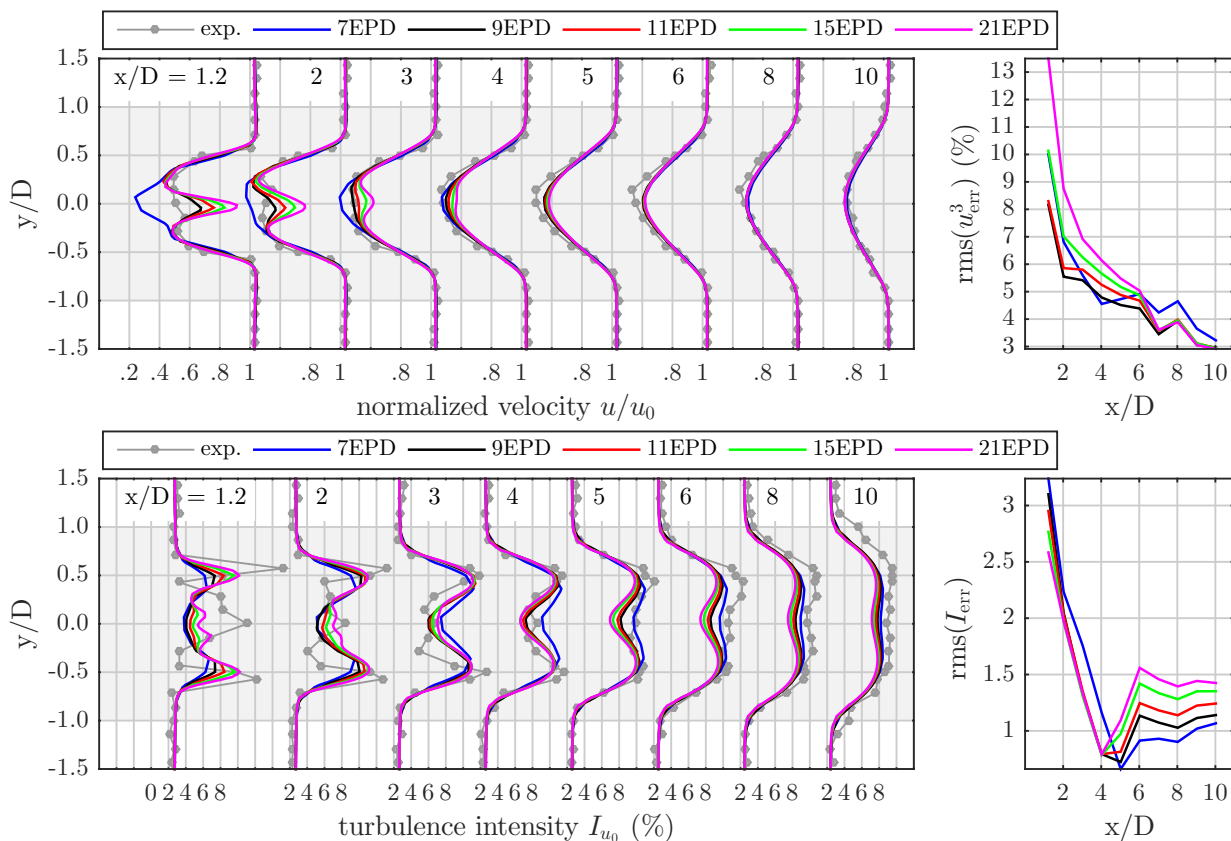 exp. 7EPD 9EPD 11EPD 15EPD 21EPD
x/D = 1.2 2 3 4 5 6 8 10
1.5
1.0
0.5
0.0
-0.5
-1.0
-1.5
y/D
.2 .4 .6 .8 1 .8 1 .8 1 .8 1 .8 1 .8 1 .8 1 .8 1
normalized velocity u/u₀
13
12
11
10
9
8
7
6
5
4
3
rms(u³err) (%)
2 4 6 8 10
x/D
exp. 7EPD 9EPD 11EPD 15EPD 21EPD
x/D = 1.2 2 3 4 5 6 8 10
1.5
1.0
0.5
0.0
-0.5
-1.0
-1.5
y/D
0 2 4 6 8 2 4 6 8 2 4 6 8 2 4 6 8 2 4 6 8 2 4 6 8 2 4 6 8 2 4 6 8
turbulence intensity Iu₀ (%)
3
2
1
rms(Ierr)
2 4 6 8 10
x/D